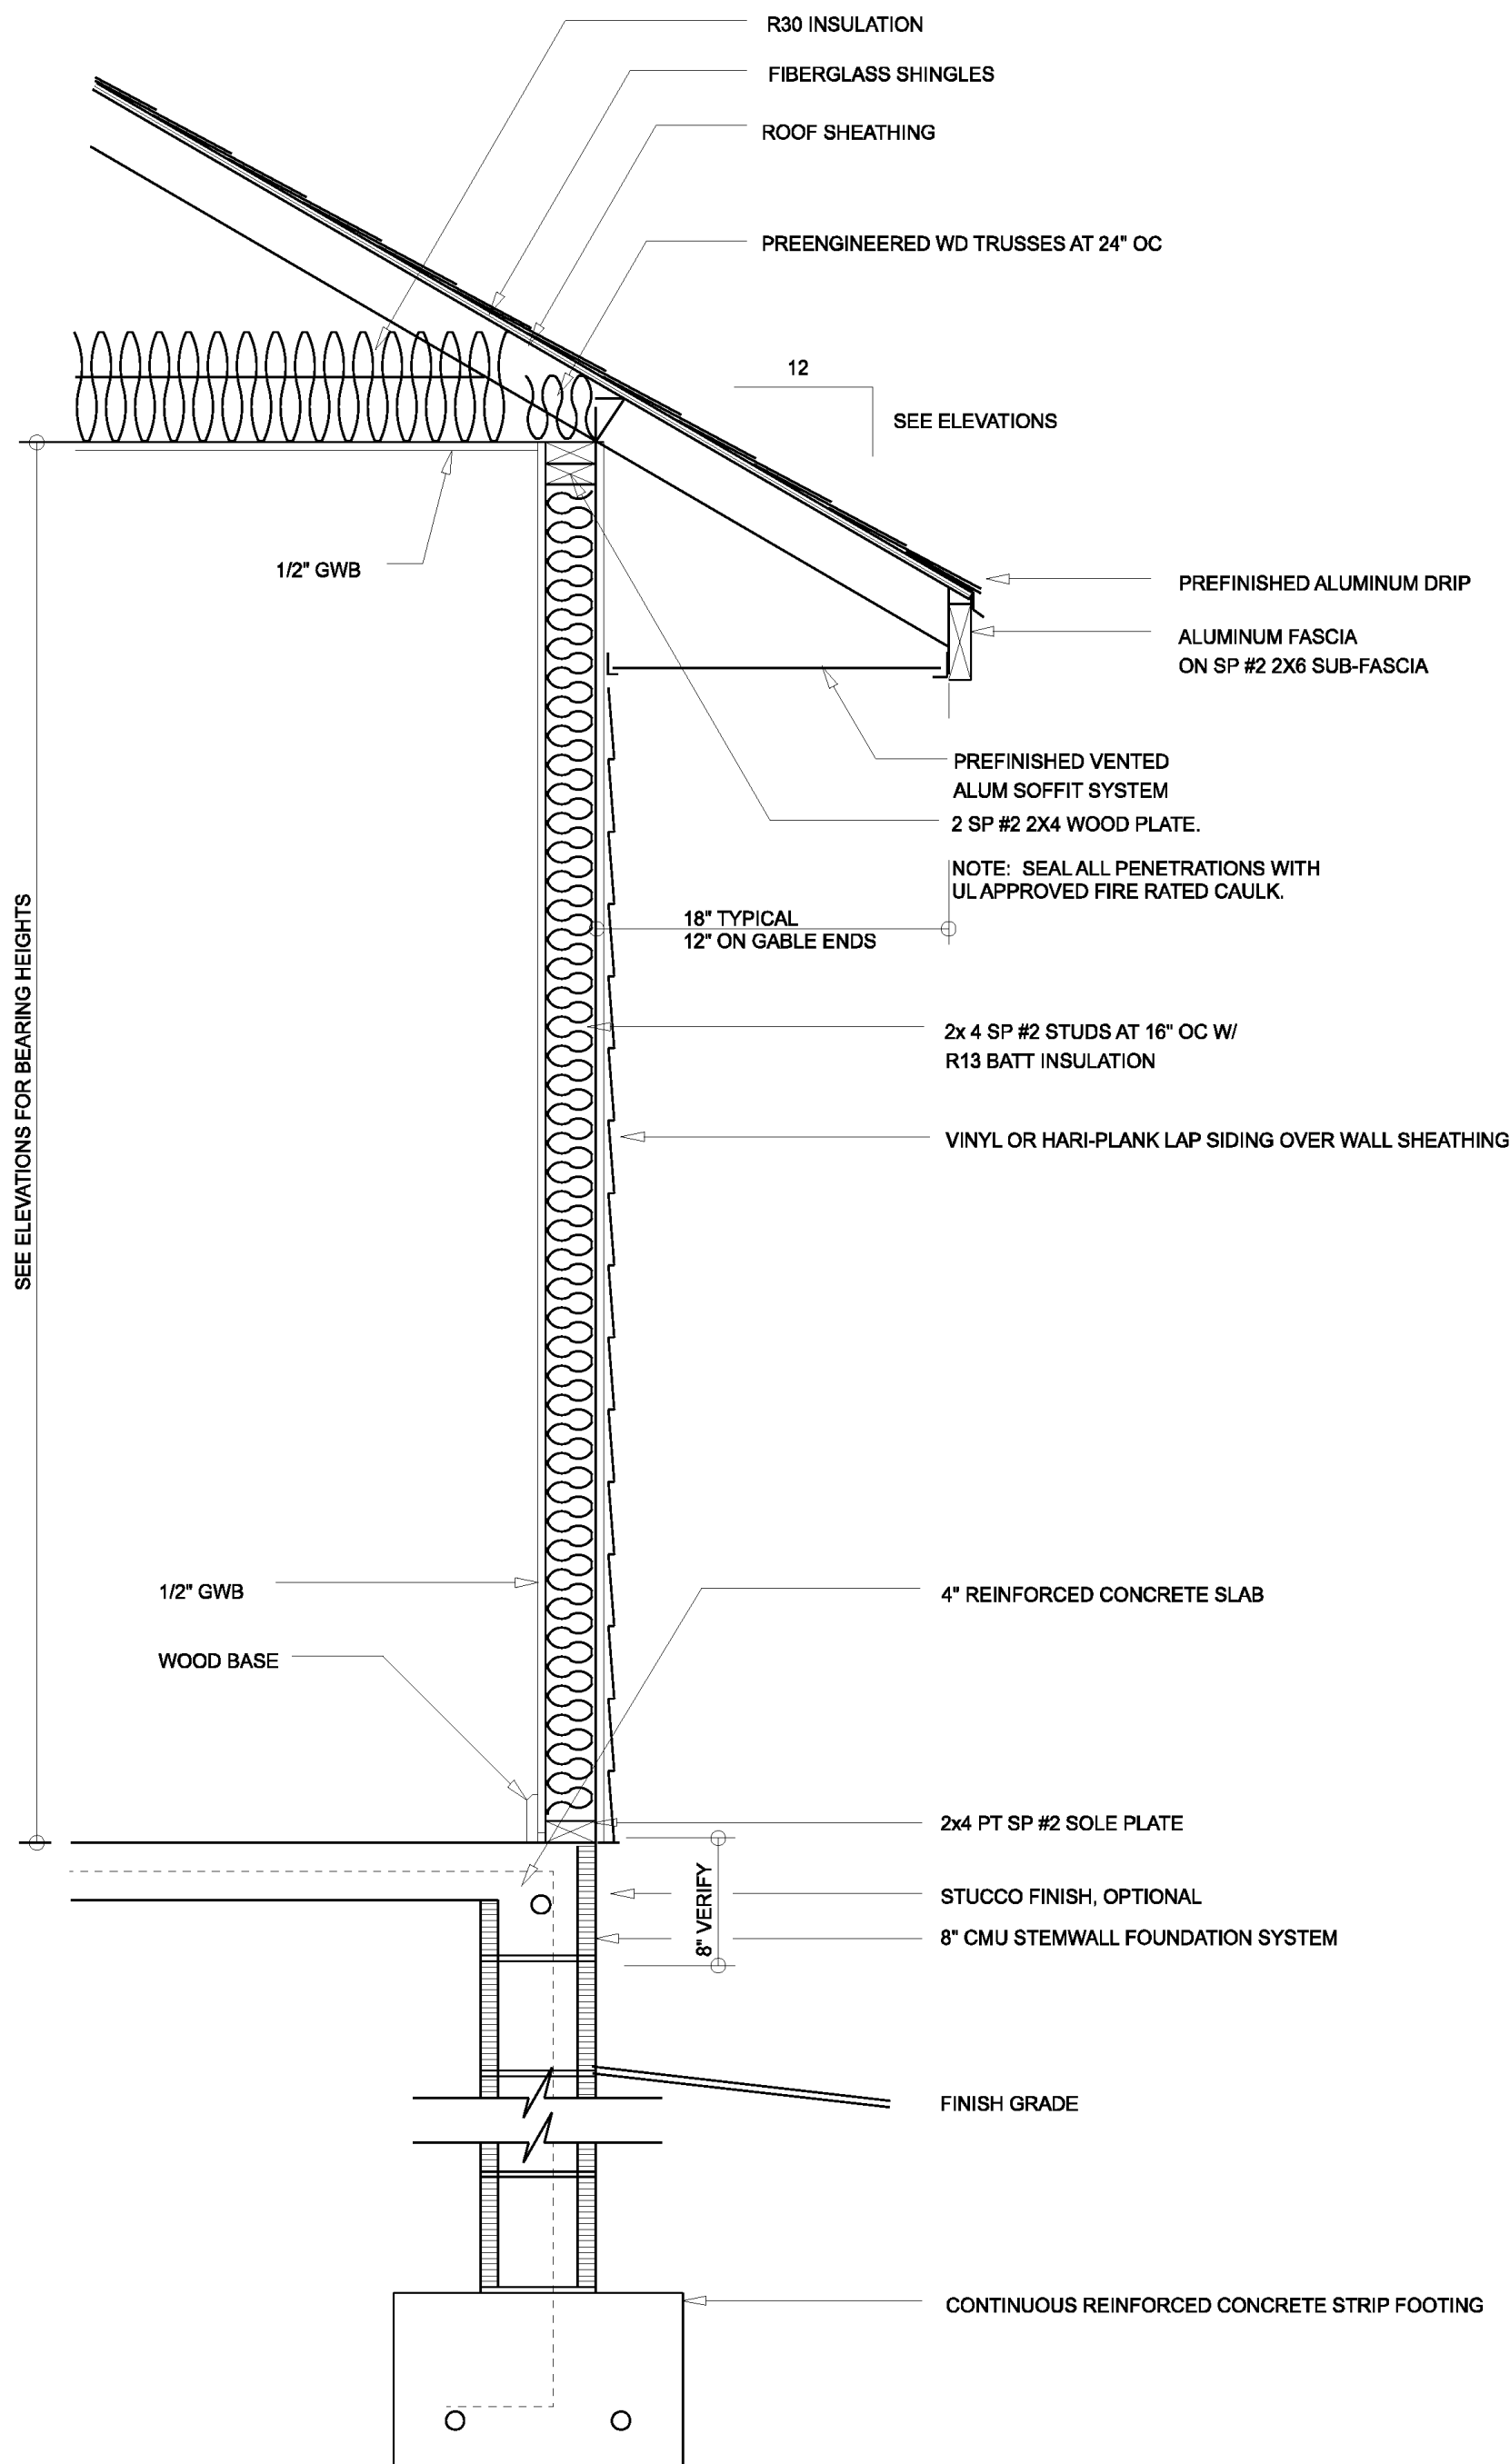 R30 INSULATION
FIBERGLASS SHINGLES
ROOF SHEATHING
PREENGINEERED WD TRUSSES AT 24" OC
12
SEE ELEVATIONS
1/2" GWB
PREFINISHED ALUMINUM DRIP
ALUMINUM FASCIA
ON SP #2 2X6 SUB-FASCIA
PREFINISHED VENTED
ALUM SOFFIT SYSTEM
2 SP #2 2X4 WOOD PLATE.
NOTE: SEAL ALL PENETRATIONS WITH
UL APPROVED FIRE RATED CAULK.
18" TYPICAL
12" ON GABLE ENDS
SEE ELEVATIONS FOR BEARING HEIGHTS
2x 4 SP #2 STUDS AT 16" OC W/
R13 BATT INSULATION
VINYL OR HARI-PLANK LAP SIDING OVER WALL SHEATHING
1/2" GWB
4" REINFORCED CONCRETE SLAB
WOOD BASE
2x4 PT SP #2 SOLE PLATE
8" VERIFY
STUCCO FINISH, OPTIONAL
8" CMU STEMWALL FOUNDATION SYSTEM
FINISH GRADE
CONTINUOUS REINFORCED CONCRETE STRIP FOOTING